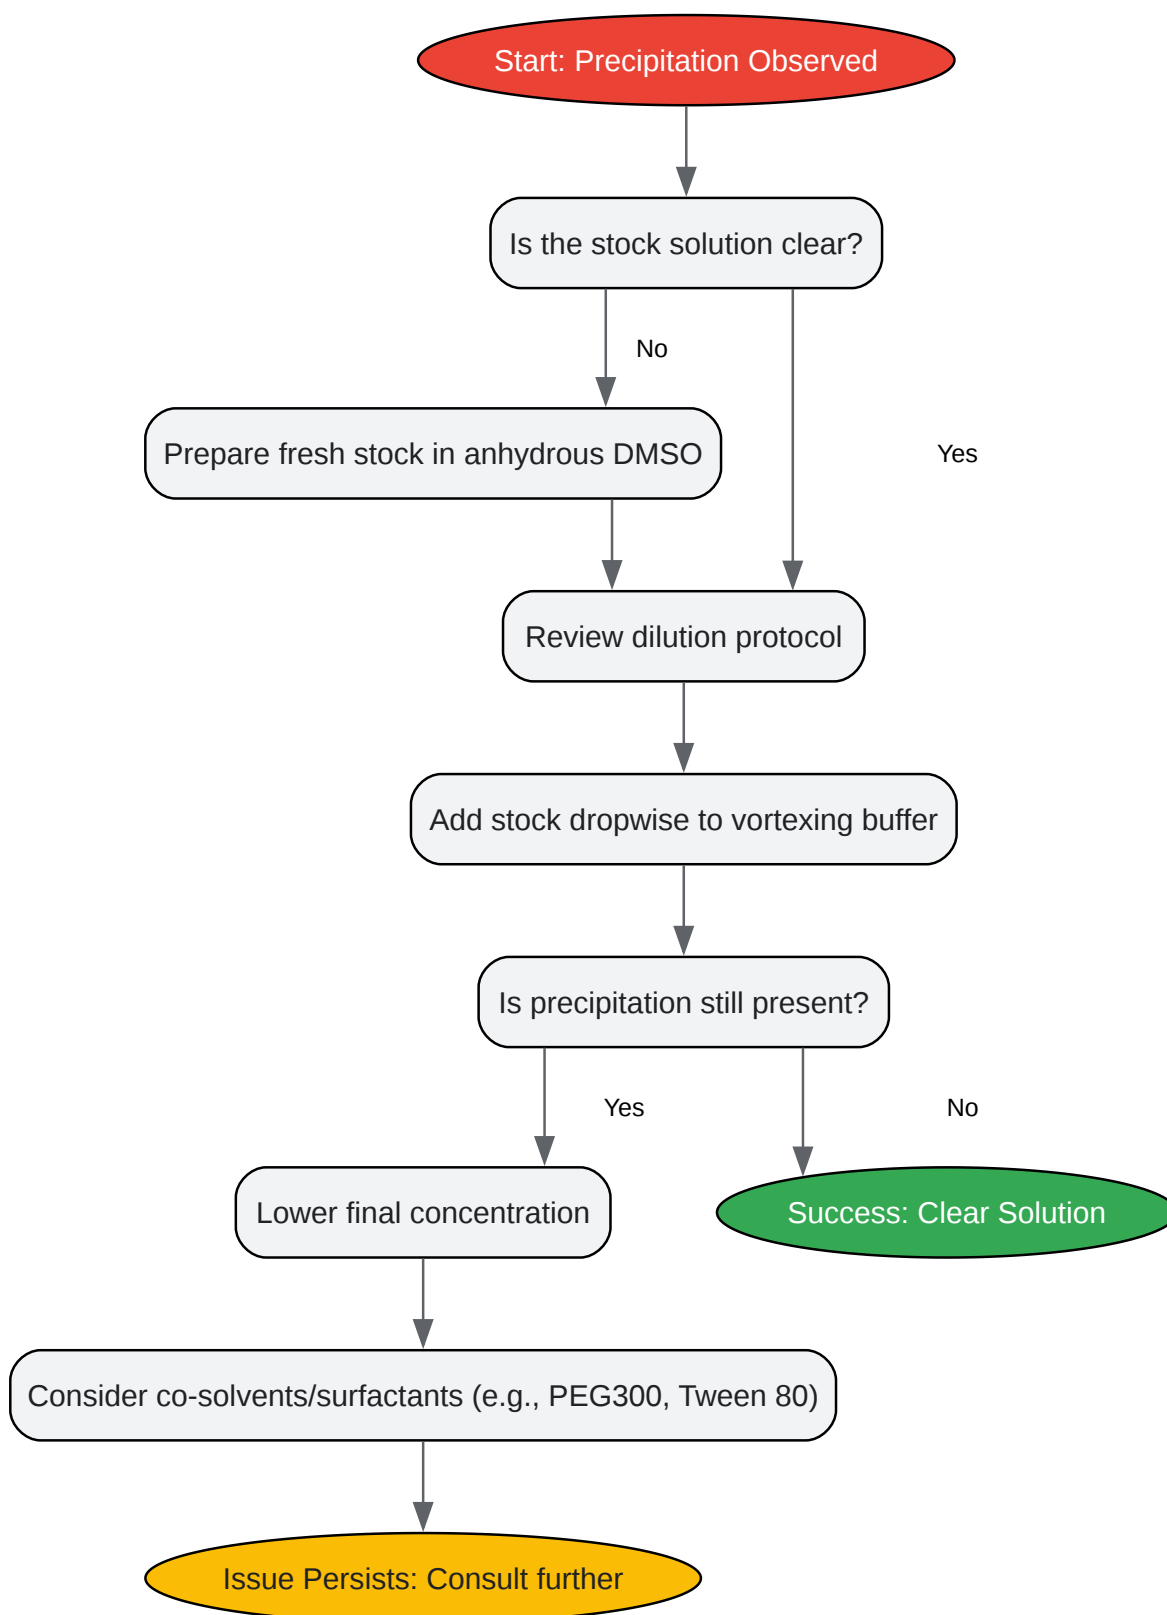 Start: Precipitation Observed
Is the stock solution clear?
No
Prepare fresh stock in anhydrous DMSO
Yes
Review dilution protocol
Add stock dropwise to vortexing buffer
Is precipitation still present?
Yes
No
Lower final concentration
Success: Clear Solution
Consider co-solvents/surfactants (e.g., PEG300, Tween 80)
Issue Persists: Consult further